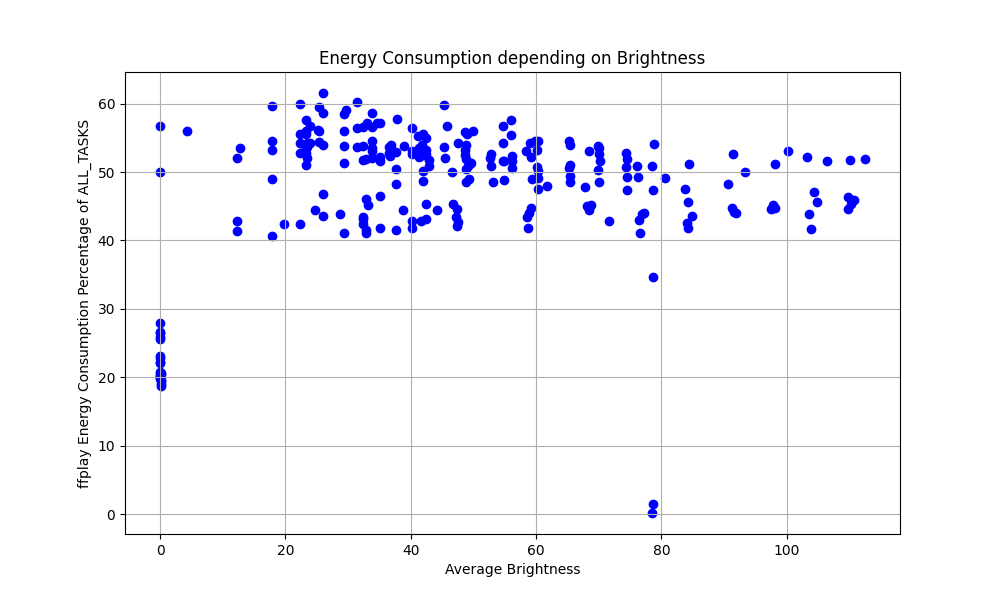 Energy Consumption depending on Brightness
ffplay Energy Consumption Percentage of ALL_TASKS
60
50
40
30
20
10
0
0 20 40 60 80 100
Average Brightness